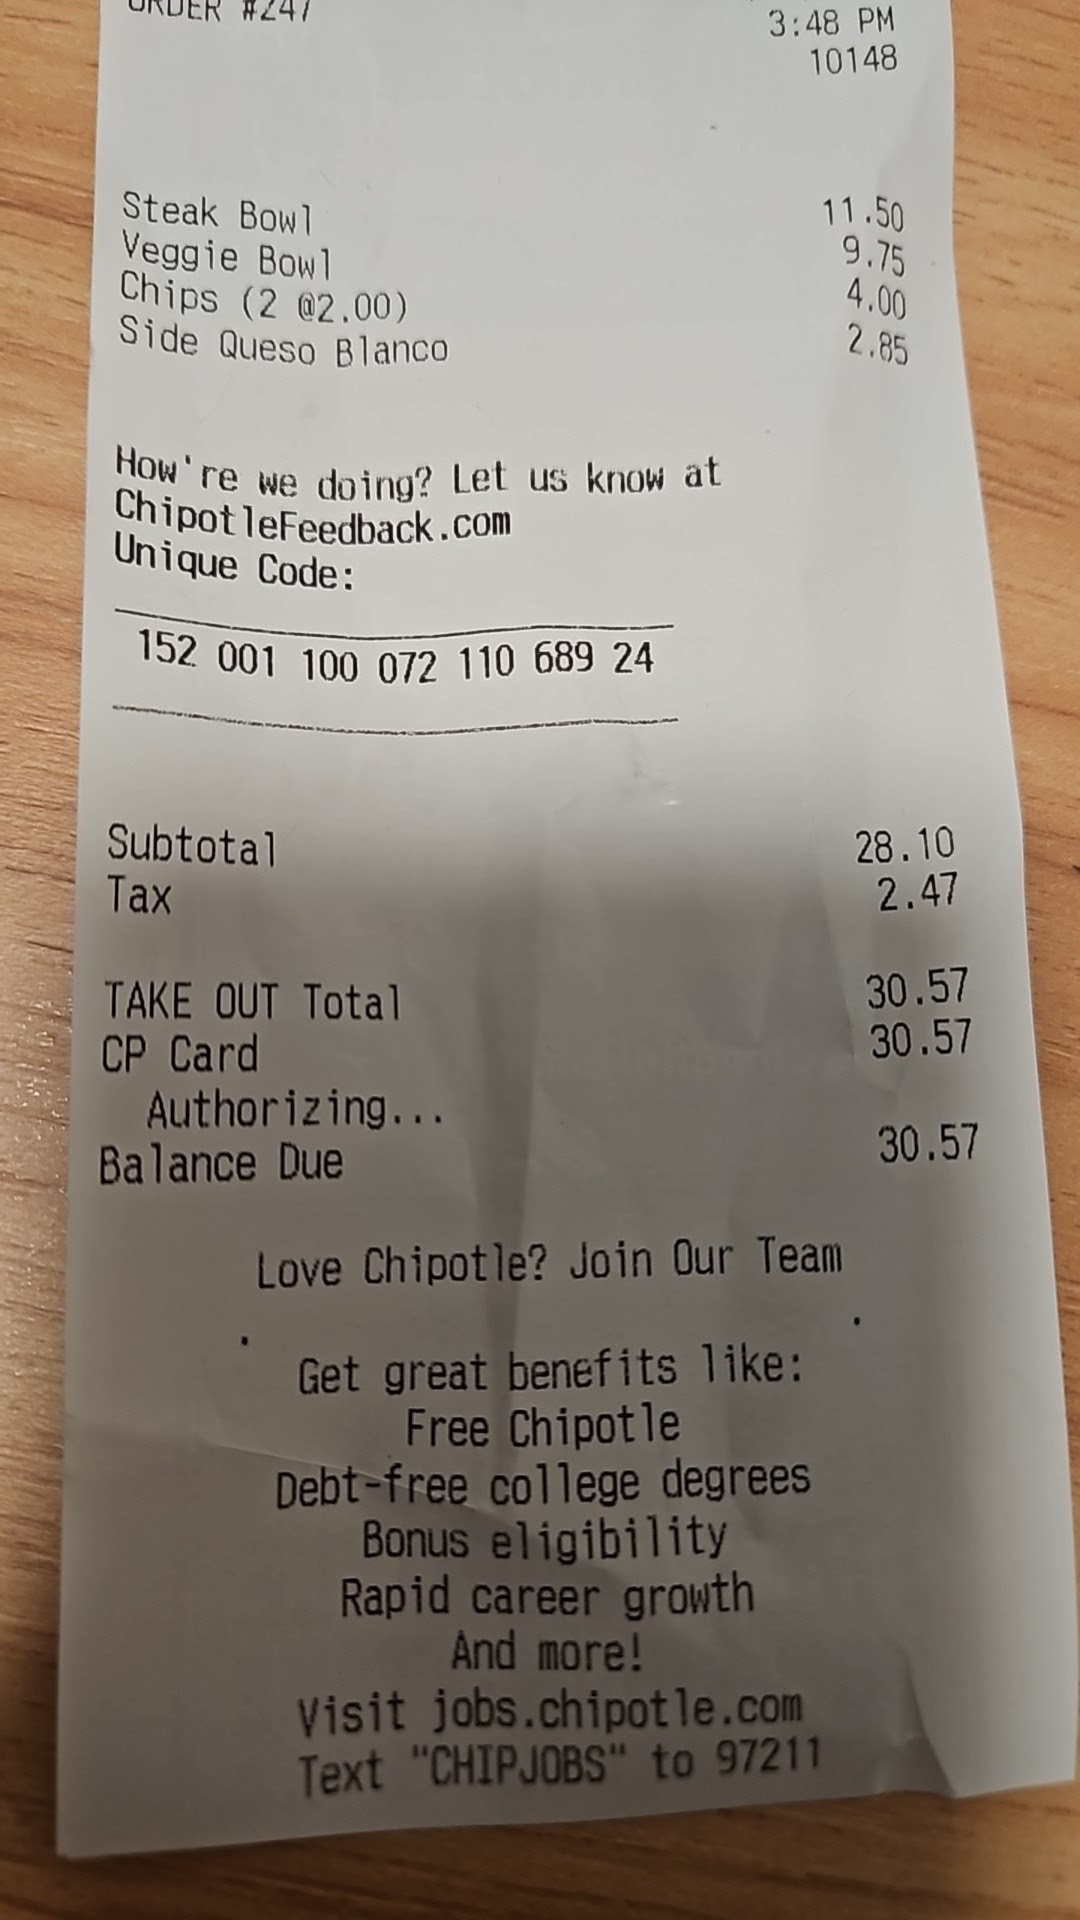 ORDER #247
3:48 PM
10148
Steak Bowl 11.50
Veggie Bowl 9.75
Chips (2 @2.00) 4.00
Side Queso Blanco 2.85
How're we doing? Let us know at
ChipotleFeedback.com
Unique Code:
152 001 100 072 110 689 24
Subtotal 28.10
Tax 2.47
TAKE OUT Total 30.57
CP Card 30.57
Authorizing...
Balance Due 30.57
Love Chipotle? Join Our Team
. .
Get great benefits like:
Free Chipotle
Debt-free college degrees
Bonus eligibility
Rapid career growth
And more!
Visit jobs.chipotle.com
Text "CHIPJOBS" to 97211